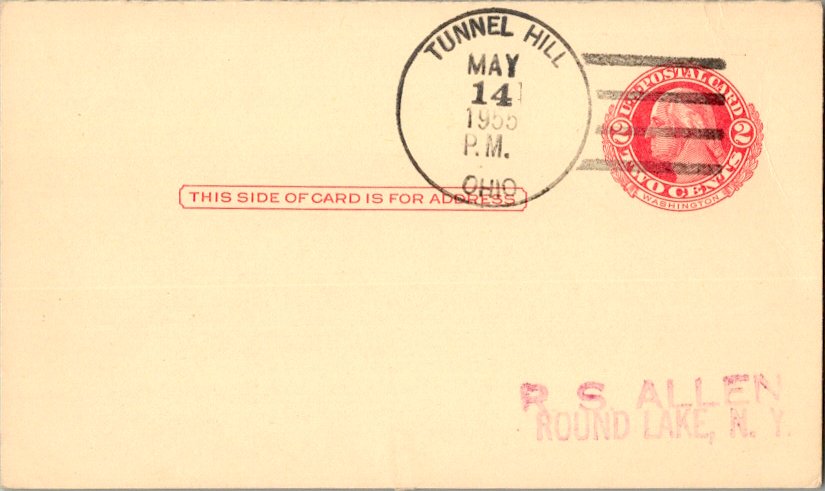 TUNNEL HILL
MAY
14
1955
P.M.
OHIO
U.S. POSTAL CARD
2 2
TWO CENTS
WASHINGTON
THIS SIDE OF CARD IS FOR ADDRESS
R S ALLEN
ROUND LAKE, N. Y.